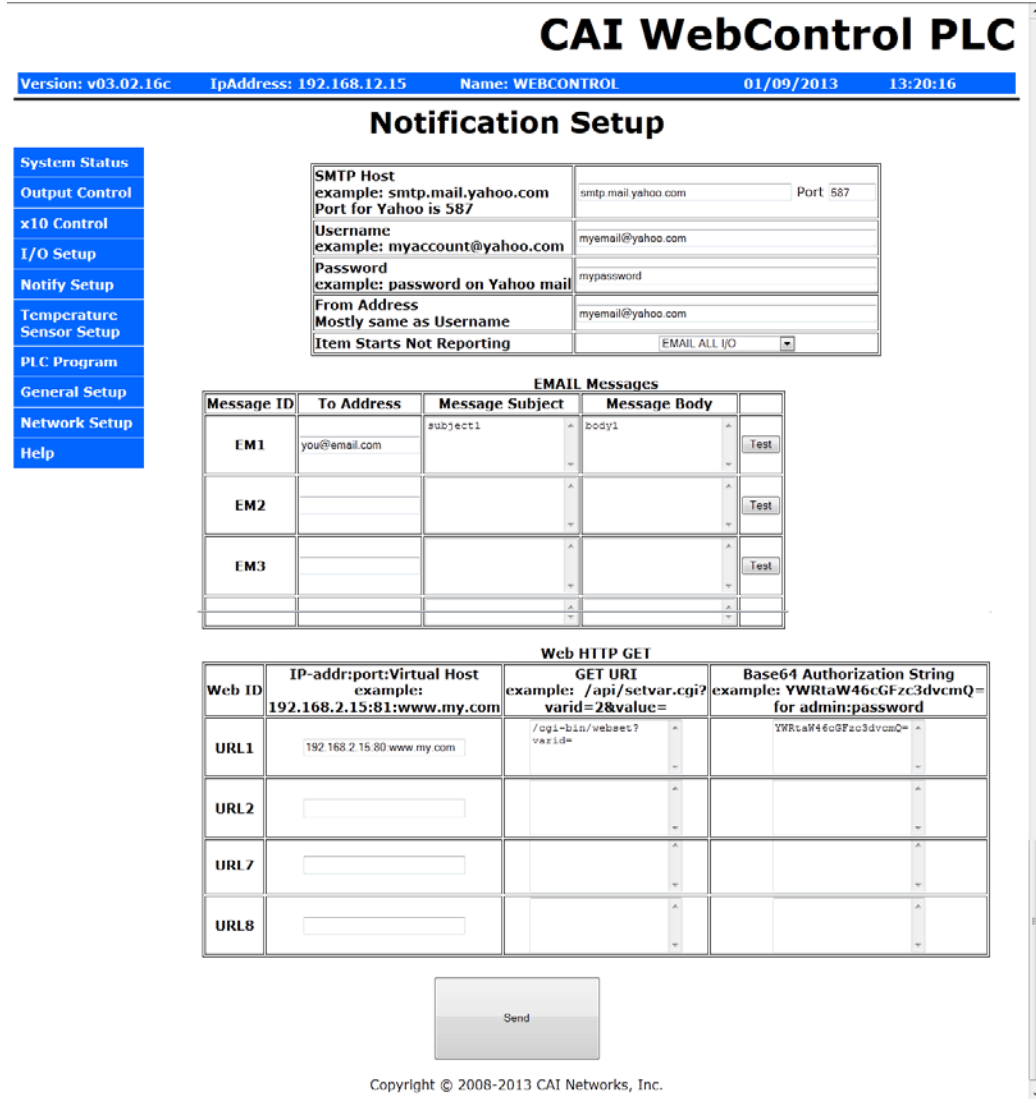 CAI WebControl PLC
Version: v03.02.16c IpAddress: 192.168.12.15 Name: WEBCONTROL 01/09/2013 13:20:16
Notification Setup
System Status
Output Control
x10 Control
I/O Setup
Notify Setup
Temperature
Sensor Setup
PLC Program
General Setup
Network Setup
Help
SMTP Host
example: smtp.mail.yahoo.com
Port for Yahoo is 587
smtp.mail.yahoo.com Port 587
Username
example: myaccount@yahoo.com
myemail@yahoo.com
Password
example: password on Yahoo mail
mypassword
From Address
Mostly same as Username
myemail@yahoo.com
Item Starts Not Reporting EMAIL ALL I/O
EMAIL Messages
Message ID To Address Message Subject Message Body
EM1 you@email.com subject1 body1 Test
EM2 Test
EM3 Test
Web HTTP GET
Web ID
IP-addr:port:Virtual Host
example:
192.168.2.15:81:www.my.com
GET URI
example: /api/setvar.cgi?
varid=2&value=
Base64 Authorization String
example: YWRtaW46cGFzc3dvcmQ=
for admin:password
URL1
192.168.2.15:80:www.my.com
/cgi-bin/webset?
varid=
YWRtaW46cGFzc3dvcmQ=
URL2
URL7
URL8
Send
Copyright © 2008-2013 CAI Networks, Inc.